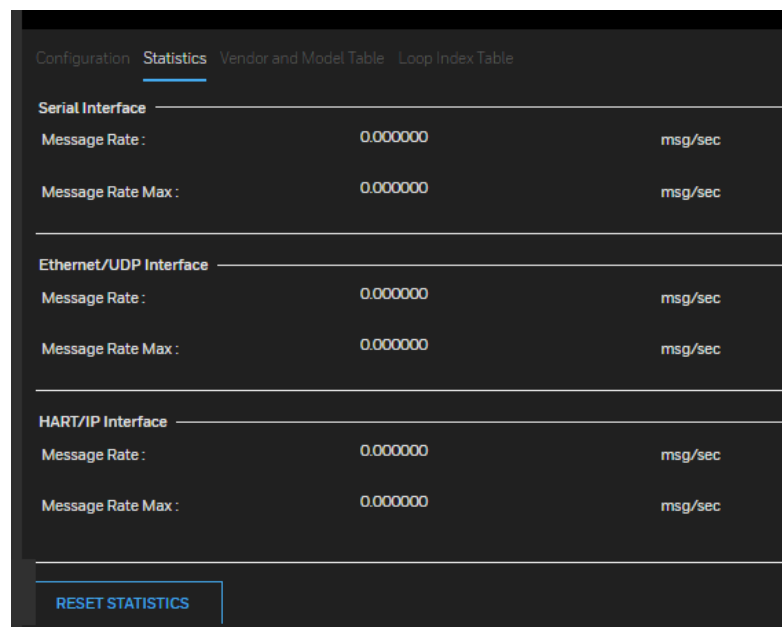 Configuration Statistics Vendor and Model Table Loop Index Table
Serial Interface
Message Rate : 0.000000 msg/sec
Message Rate Max : 0.000000 msg/sec
Ethernet/UDP Interface
Message Rate : 0.000000 msg/sec
Message Rate Max : 0.000000 msg/sec
HART/IP Interface
Message Rate : 0.000000 msg/sec
Message Rate Max : 0.000000 msg/sec
RESET STATISTICS